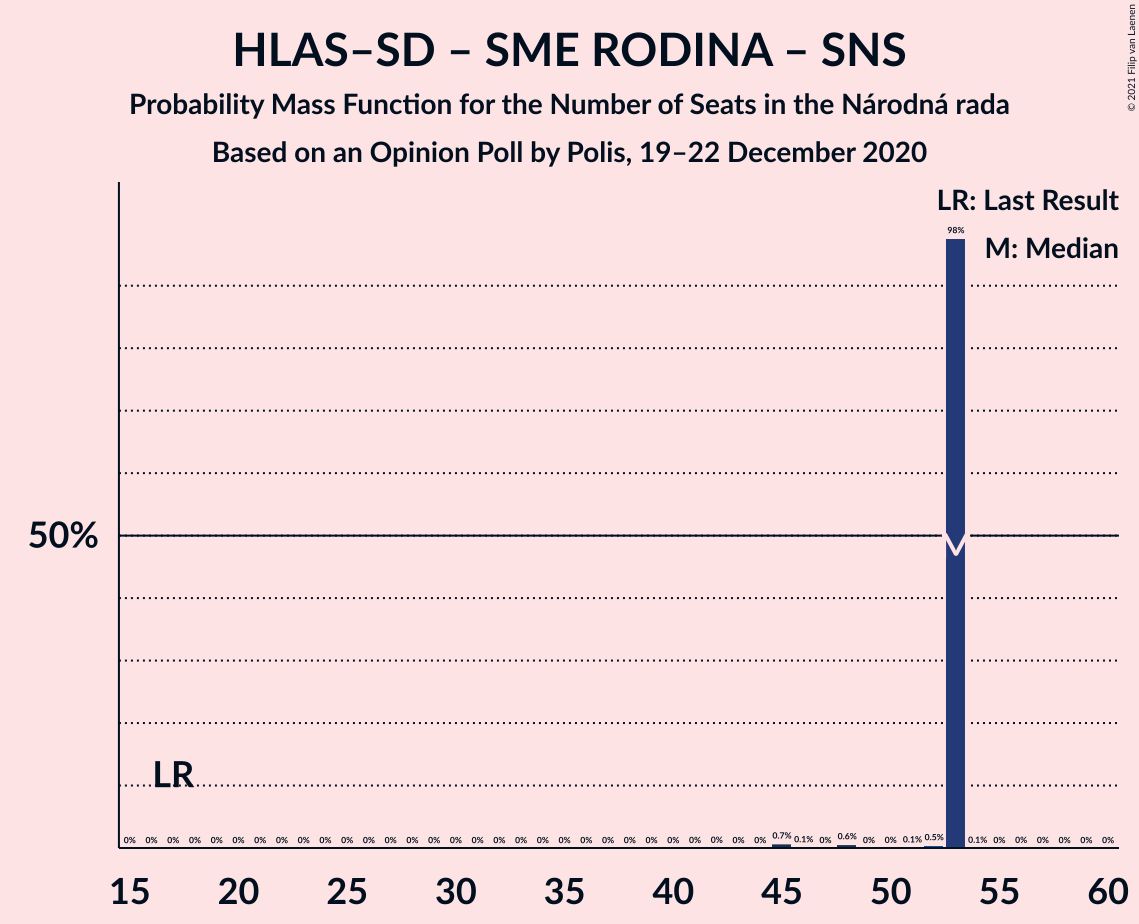 HLAS–SD – SME RODINA – SNS
Probability Mass Function for the Number of Seats in the Národná rada
Based on an Opinion Poll by Polis, 19–22 December 2020
© 2021 Filip van Laenen
LR: Last Result
M: Median
98%
50%
LR
0% 0% 0% 0% 0% 0% 0% 0% 0% 0% 0% 0% 0% 0% 0% 0% 0% 0% 0% 0% 0% 0% 0% 0% 0% 0% 0% 0% 0% 0% 0.7% 0.1% 0% 0.6% 0% 0% 0.1% 0.5% 0.1% 0% 0% 0% 0% 0% 0%
15 20 25 30 35 40 45 50 55 60